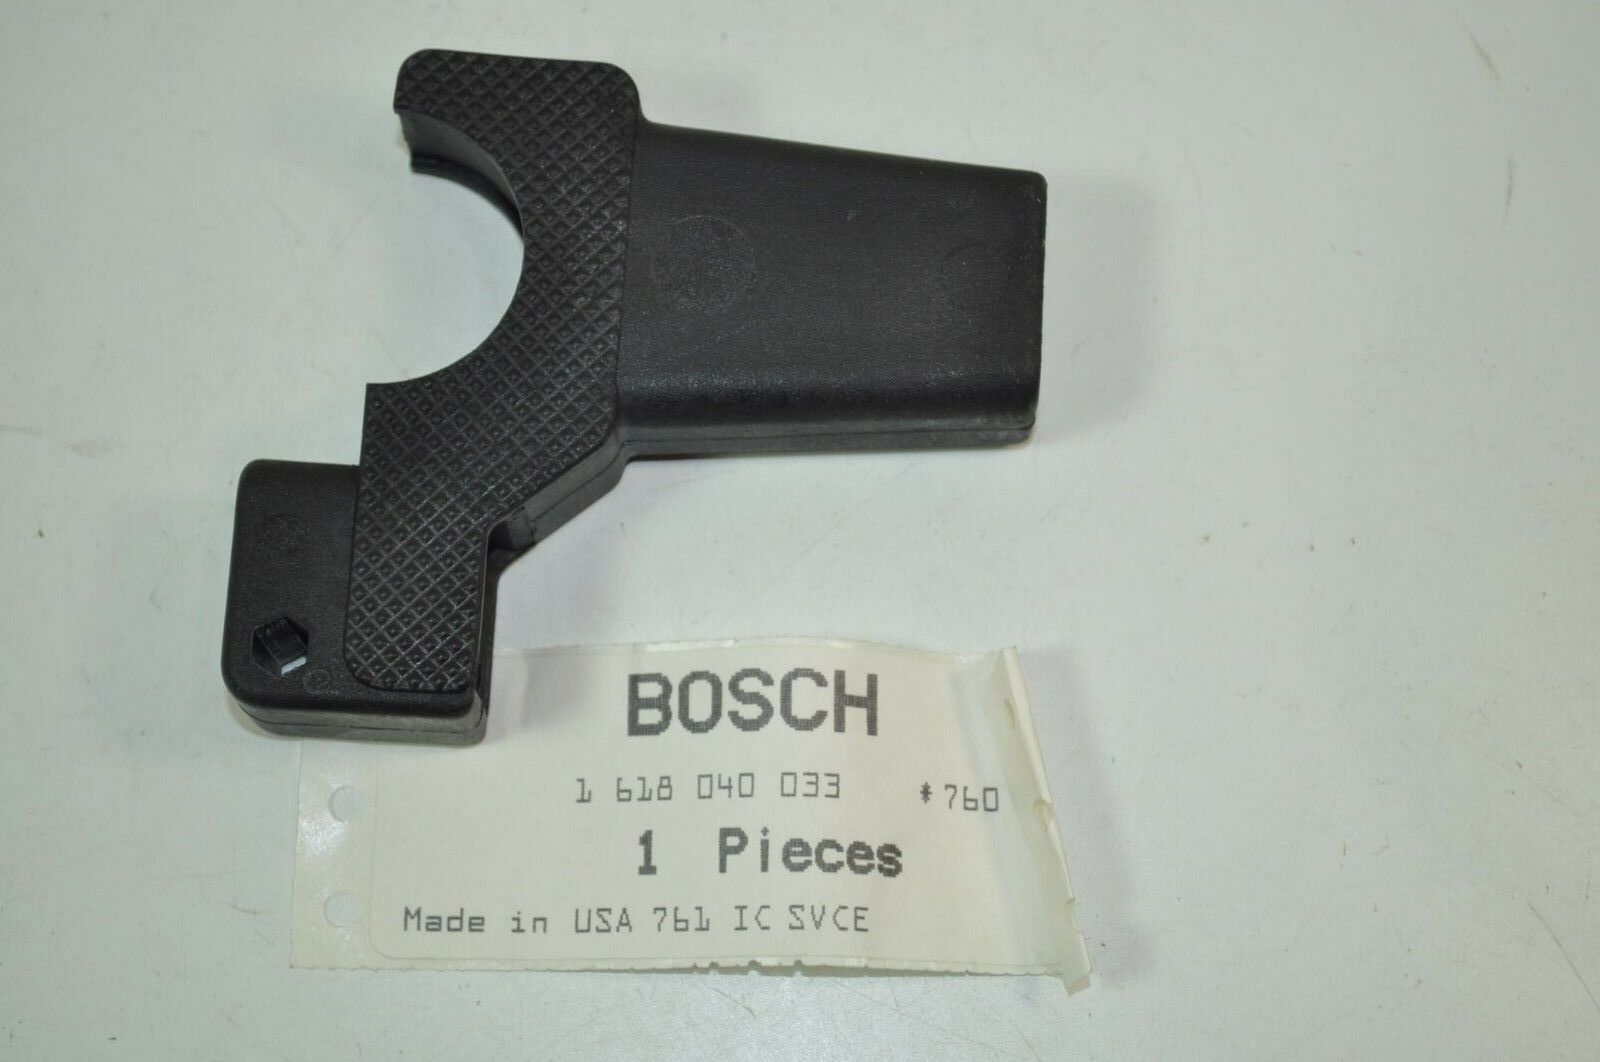 BOSCH
1 618 040 033 *760
1 Pieces
Made in USA 761 IC SVCE